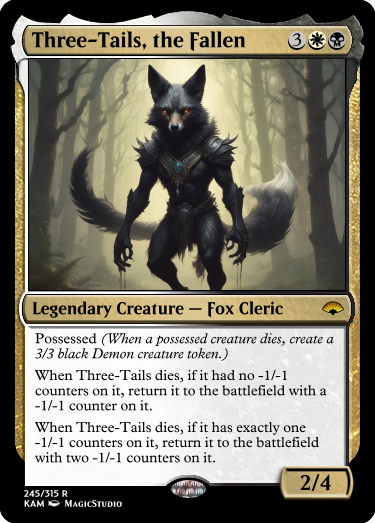 Three-Tails, the Fallen 3
Legendary Creature — Fox Cleric
Possessed (When a possessed creature dies, create a
3/3 black Demon creature token.)
When Three-Tails dies, if it had no -1/-1
counters on it, return it to the battlefield with a
-1/-1 counter on it.
When Three-Tails dies, if it has exactly one
-1/-1 counters on it, return it to the battlefield
with two -1/-1 counters on it.
2/4
245/315 R
KAM MagicStudio